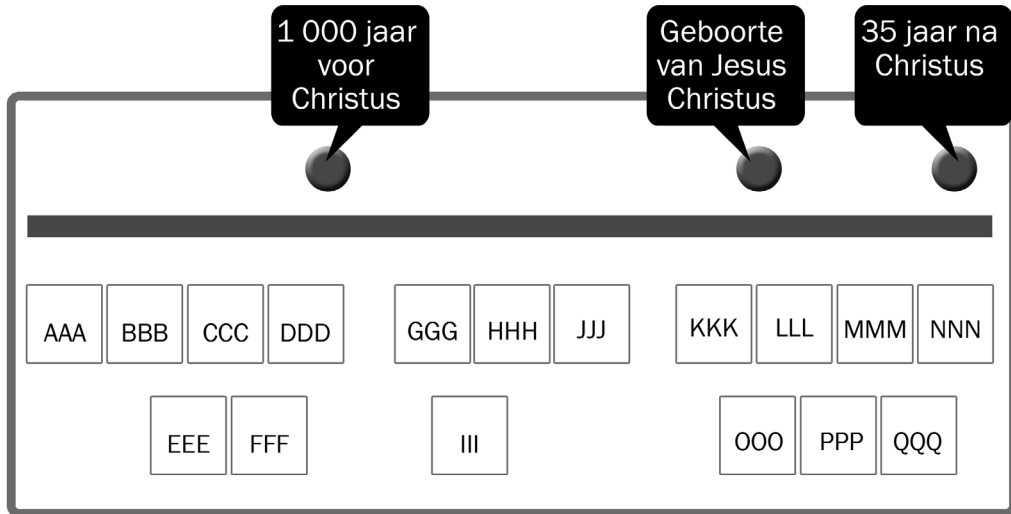 1 000 jaar
voor
Christus
Geboorte
van Jesus
Christus
35 jaar na
Christus
AAA BBB CCC DDD GGG HHH JJJ KKK LLL MMM NNN
EEE FFF III OOO PPP QQQ